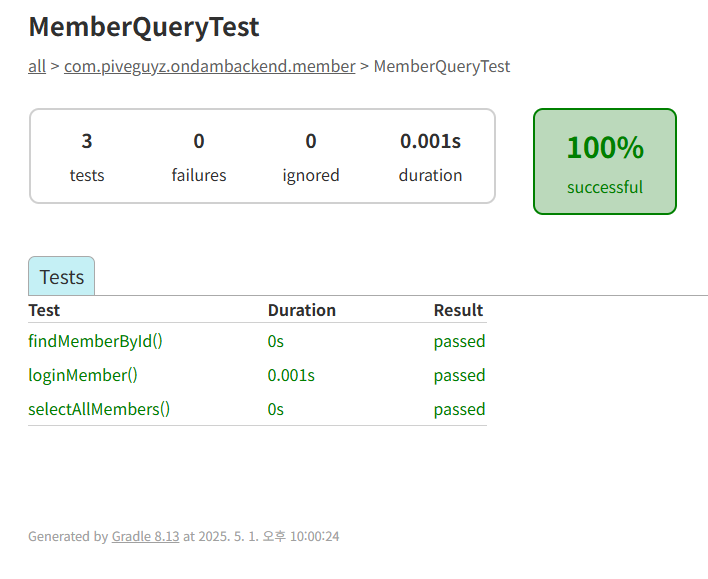 MemberQueryTest
all > com.piveguyz.ondambackend.member > MemberQueryTest
3 0 0 0.001s
tests failures ignored duration
100%
successful
Tests
Test Duration Result
findMemberById() 0s passed
loginMember() 0.001s passed
selectAllMembers() 0s passed
Generated by Gradle 8.13 at 2025. 5. 1. 오후 10:00:24